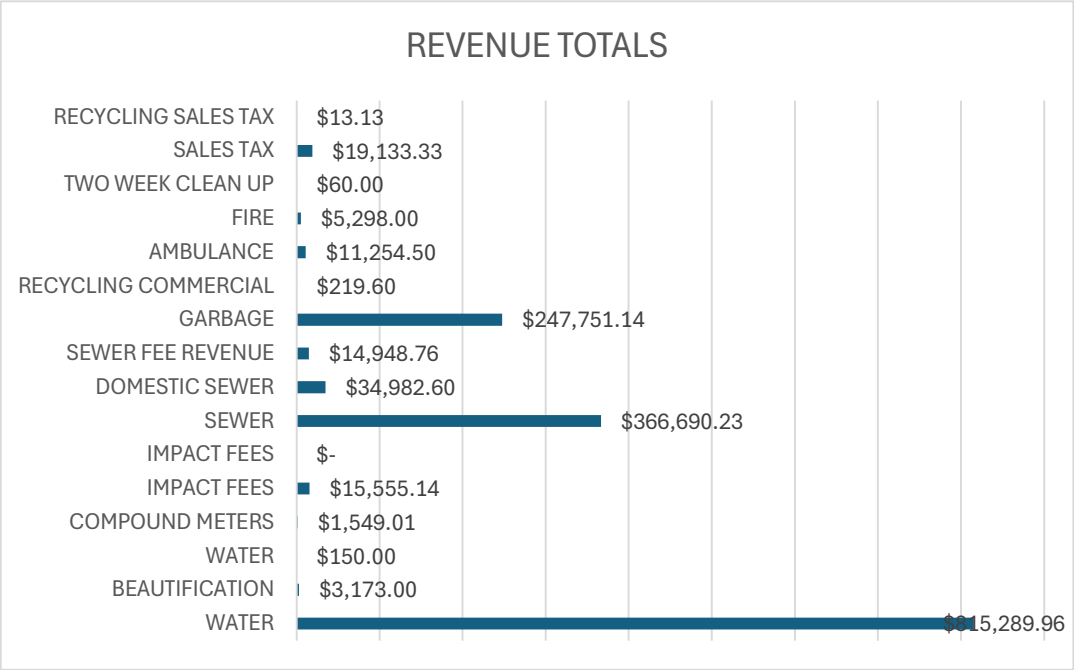 REVENUE TOTALS
RECYCLING SALES TAX $13.13
SALES TAX $19,133.33
TWO WEEK CLEAN UP $60.00
FIRE $5,298.00
AMBULANCE $11,254.50
RECYCLING COMMERCIAL $219.60
GARBAGE $247,751.14
SEWER FEE REVENUE $14,948.76
DOMESTIC SEWER $34,982.60
SEWER $366,690.23
IMPACT FEES $-
IMPACT FEES $15,555.14
COMPOUND METERS $1,549.01
WATER $150.00
BEAUTIFICATION $3,173.00
WATER $815,289.96